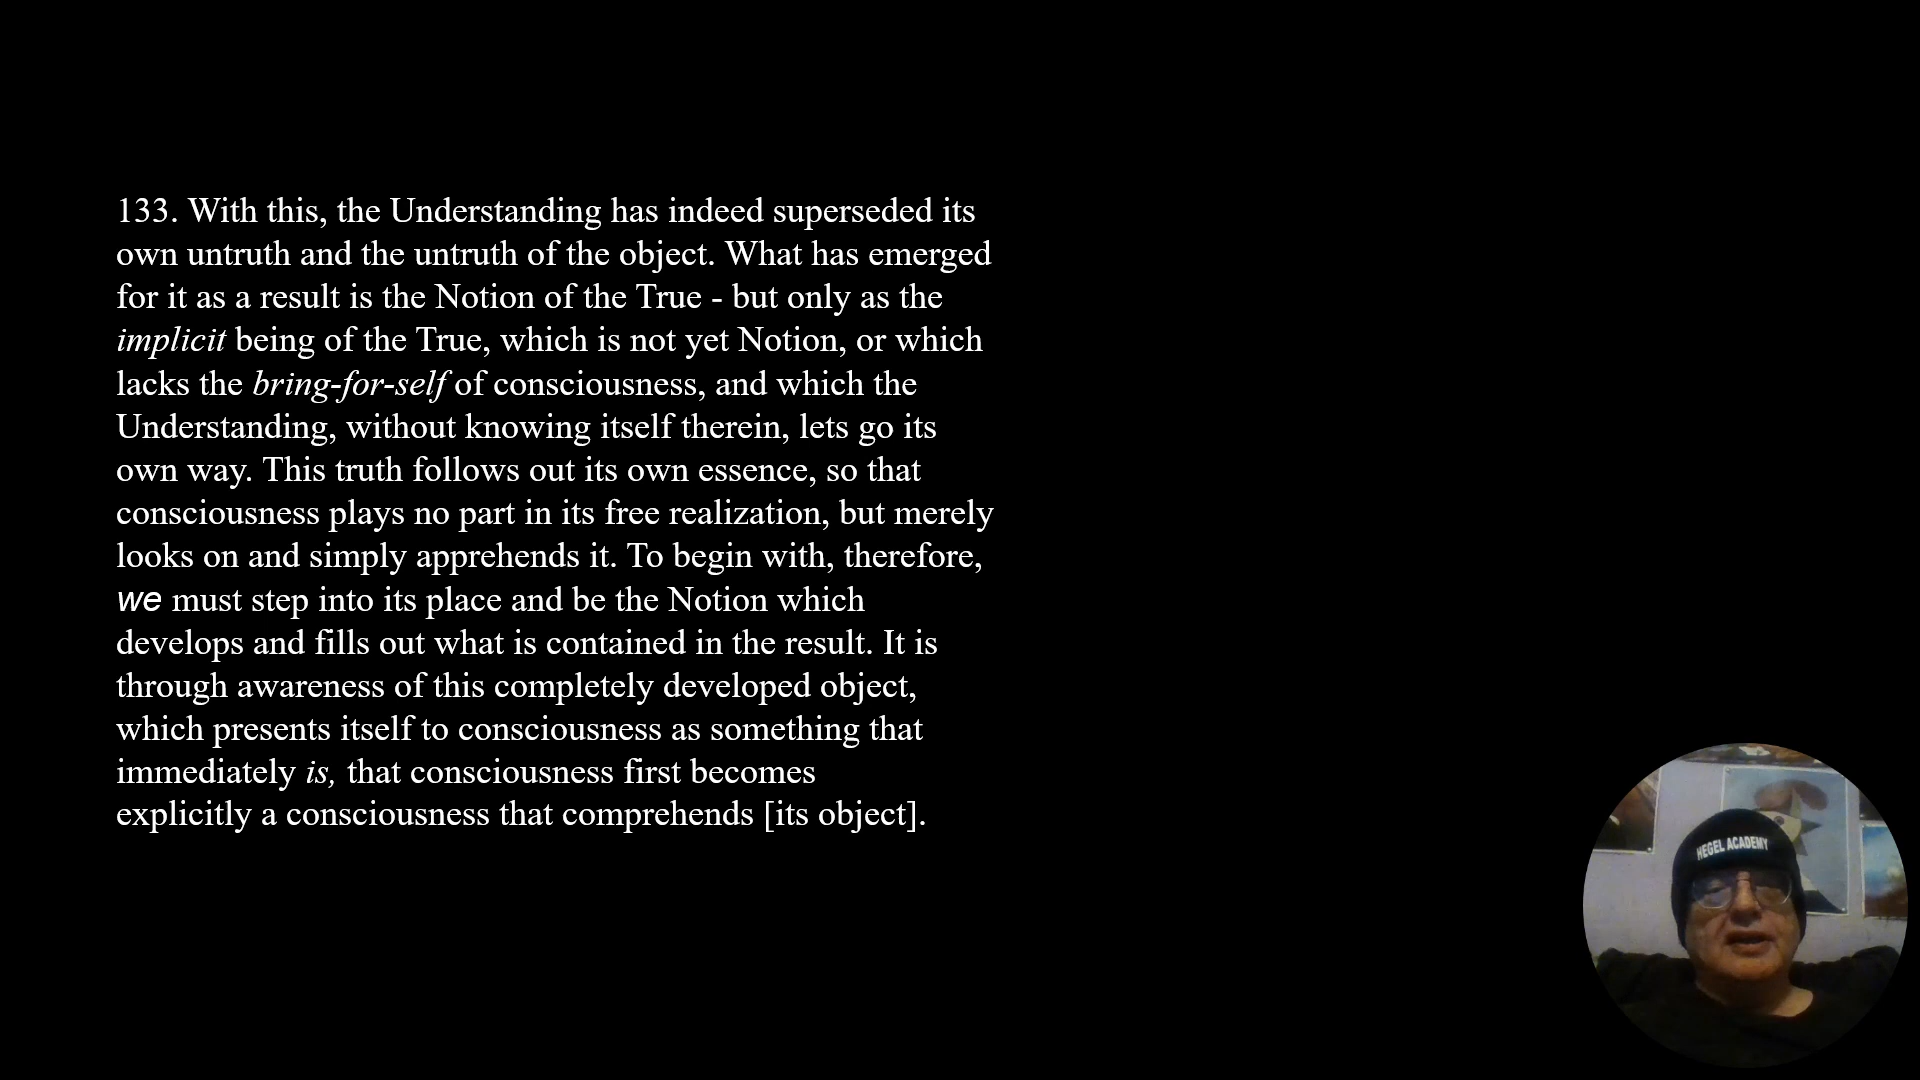 133. With this, the Understanding has indeed superseded its
own untruth and the untruth of the object. What has emerged
for it as a result is the Notion of the True - but only as the
implicit being of the True, which is not yet Notion, or which
lacks the bring-for-self of consciousness, and which the
Understanding, without knowing itself therein, lets go its
own way. This truth follows out its own essence, so that
consciousness plays no part in its free realization, but merely
looks on and simply apprehends it. To begin with, therefore,
we must step into its place and be the Notion which
develops and fills out what is contained in the result. It is
through awareness of this completely developed object,
which presents itself to consciousness as something that
immediately is, that consciousness first becomes
explicitly a consciousness that comprehends [its object].
HEGEL ACADEMY